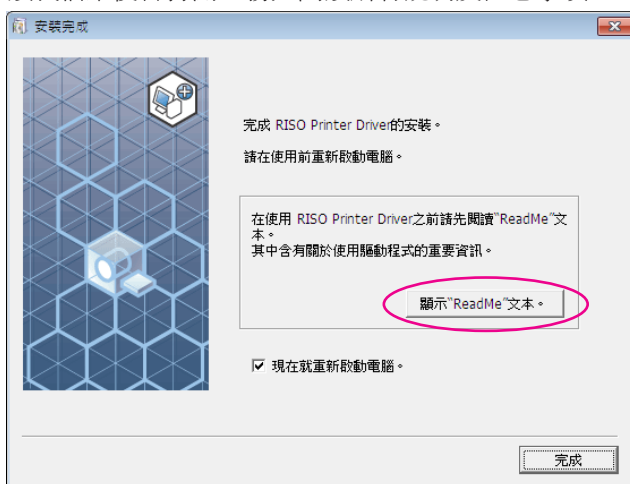 安裝完成
完成 RISO Printer Driver的安裝。
請在使用前重新啟動電腦。
在使用 RISO Printer Driver之前請先閱讀"ReadMe"文
本。
其中含有關於使用驅動程式的重要資訊。
顯示"ReadMe"文本。
現在就重新啟動電腦。
完成